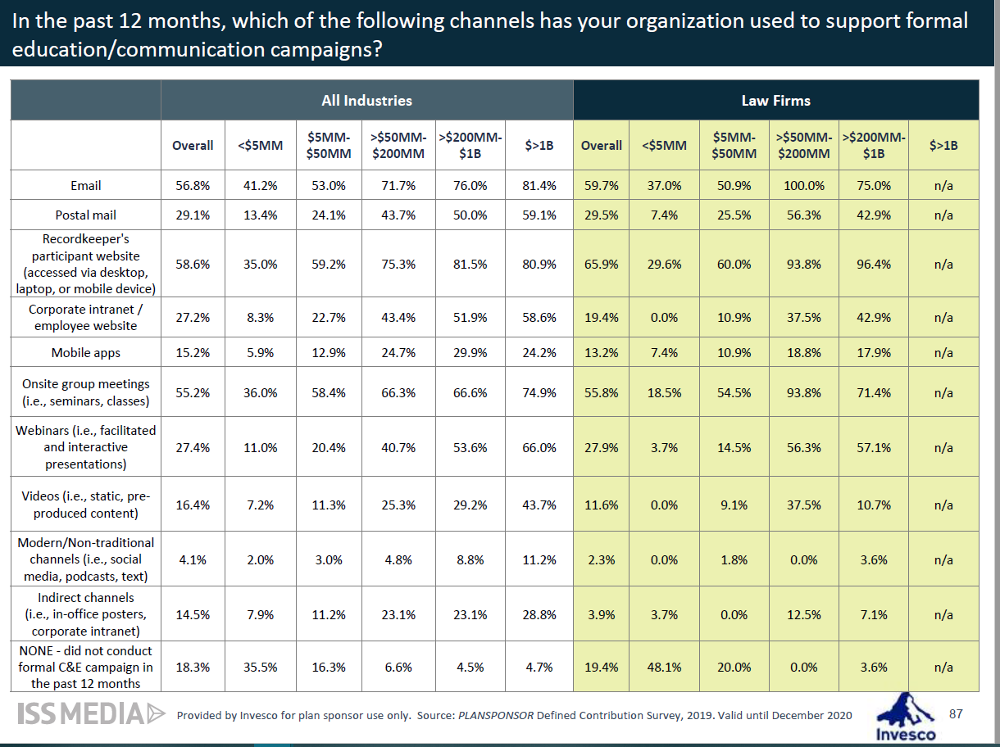 In the past 12 months, which of the following channels has your organization used to support formal
education/communication campaigns?
All Industries
Law Firms
Overall
<$5MM
$5MM-
$50MM
>$50MM-
$200MM
>$200MM-
$1B
$>1B
Overall
<$5MM
$5MM-
$50MM
>$50MM-
$200MM
>$200MM-
$1B
$>1B
Email
56.8% 41.2% 53.0% 71.7% 76.0% 81.4% 59.7% 37.0% 50.9% 100.0% 75.0% n/a
Postal mail
29.1% 13.4% 24.1% 43.7% 50.0% 59.1% 29.5% 7.4% 25.5% 56.3% 42.9% n/a
Recordkeeper's
participant website
(accessed via desktop,
laptop, or mobile device)
58.6% 35.0% 59.2% 75.3% 81.5% 80.9% 65.9% 29.6% 60.0% 93.8% 96.4% n/a
Corporate intranet /
employee website
27.2% 8.3% 22.7% 43.4% 51.9% 58.6% 19.4% 0.0% 10.9% 37.5% 42.9% n/a
Mobile apps
15.2% 5.9% 12.9% 24.7% 29.9% 24.2% 13.2% 7.4% 10.9% 18.8% 17.9% n/a
Onsite group meetings
(i.e., seminars, classes)
55.2% 36.0% 58.4% 66.3% 66.6% 74.9% 55.8% 18.5% 54.5% 93.8% 71.4% n/a
Webinars (i.e., facilitated
and interactive
presentations)
27.4% 11.0% 20.4% 40.7% 53.6% 66.0% 27.9% 3.7% 14.5% 56.3% 57.1% n/a
Videos (i.e., static, pre-
produced content)
16.4% 7.2% 11.3% 25.3% 29.2% 43.7% 11.6% 0.0% 9.1% 37.5% 10.7% n/a
Modern/Non-traditional
channels (i.e., social
media, podcasts, text)
4.1% 2.0% 3.0% 4.8% 8.8% 11.2% 2.3% 0.0% 1.8% 0.0% 3.6% n/a
Indirect channels
(i.e., in-office posters,
corporate intranet)
14.5% 7.9% 11.2% 23.1% 23.1% 28.8% 3.9% 3.7% 0.0% 12.5% 7.1% n/a
NONE - did not conduct
formal C&E campaign in
the past 12 months
18.3% 35.5% 16.3% 6.6% 4.5% 4.7% 19.4% 48.1% 20.0% 0.0% 3.6% n/a
ISS MEDIA
Provided by Invesco for plan sponsor use only. Source: PLANSPONSOR Defined Contribution Survey, 2019. Valid until December 2020
Invesco
87